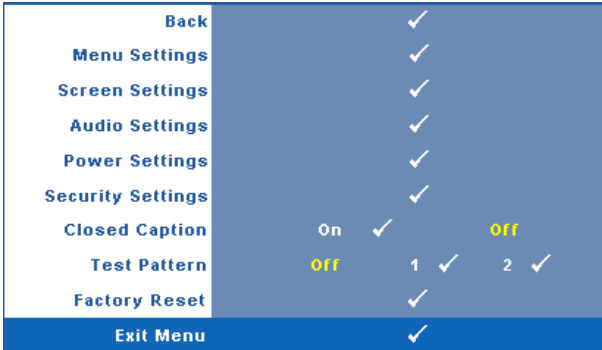 Back ✓
Menu Settings ✓
Screen Settings ✓
Audio Settings ✓
Power Settings ✓
Security Settings ✓
Closed Caption On ✓ Off
Test Pattern Off 1 ✓ 2 ✓
Factory Reset ✓
Exit Menu ✓